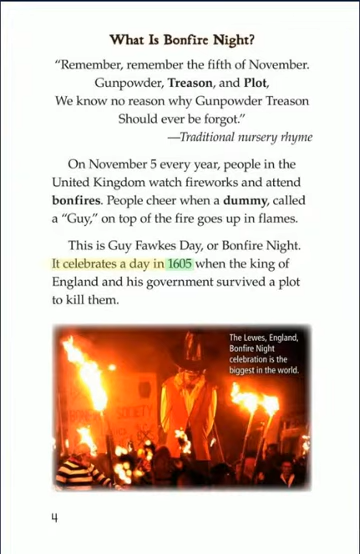 What Is Bonfire Night?
“Remember, remember the fifth of November.
Gunpowder, Treason, and Plot,
We know no reason why Gunpowder Treason
Should ever be forgot.”
—Traditional nursery rhyme
On November 5 every year, people in the
United Kingdom watch fireworks and attend
bonfires. People cheer when a dummy, called
a “Guy,” on top of the fire goes up in flames.
This is Guy Fawkes Day, or Bonfire Night.
It celebrates a day in 1605 when the king of
England and his government survived a plot
to kill them.
The Lewes, England,
Bonfire Night
celebration is the
biggest in the world.
SOCIETY
4